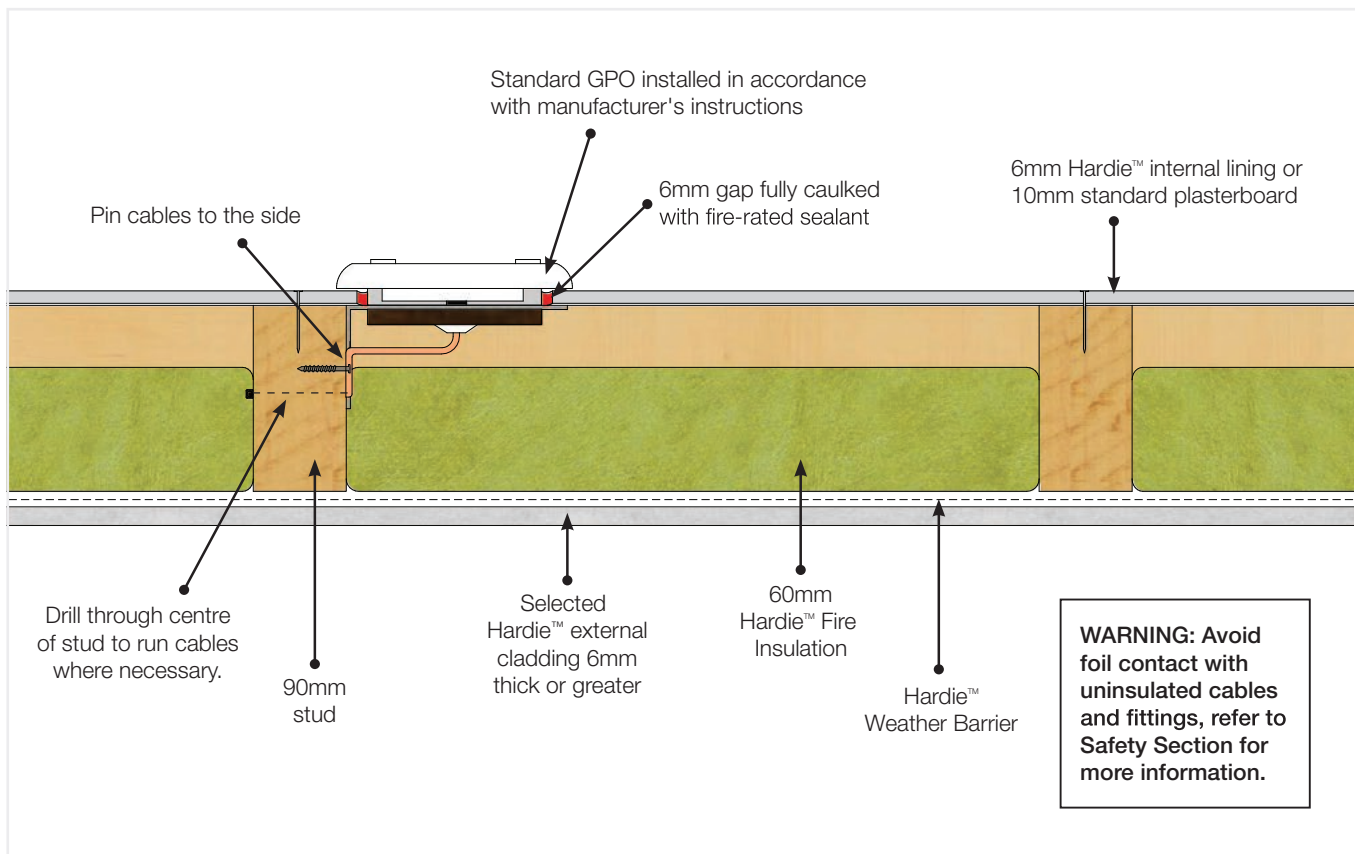 Standard GPO installed in accordance
with manufacturer's instructions
6mm Hardie™ internal lining or
10mm standard plasterboard
6mm gap fully caulked
with fire-rated sealant
Pin cables to the side
Drill through centre
of stud to run cables
where necessary.
90mm
stud
Selected
Hardie™ external
cladding 6mm
thick or greater
60mm
Hardie™ Fire
Insulation
Hardie™
Weather Barrier
WARNING: Avoid
foil contact with
uninsulated cables
and fittings, refer to
Safety Section for
more information.